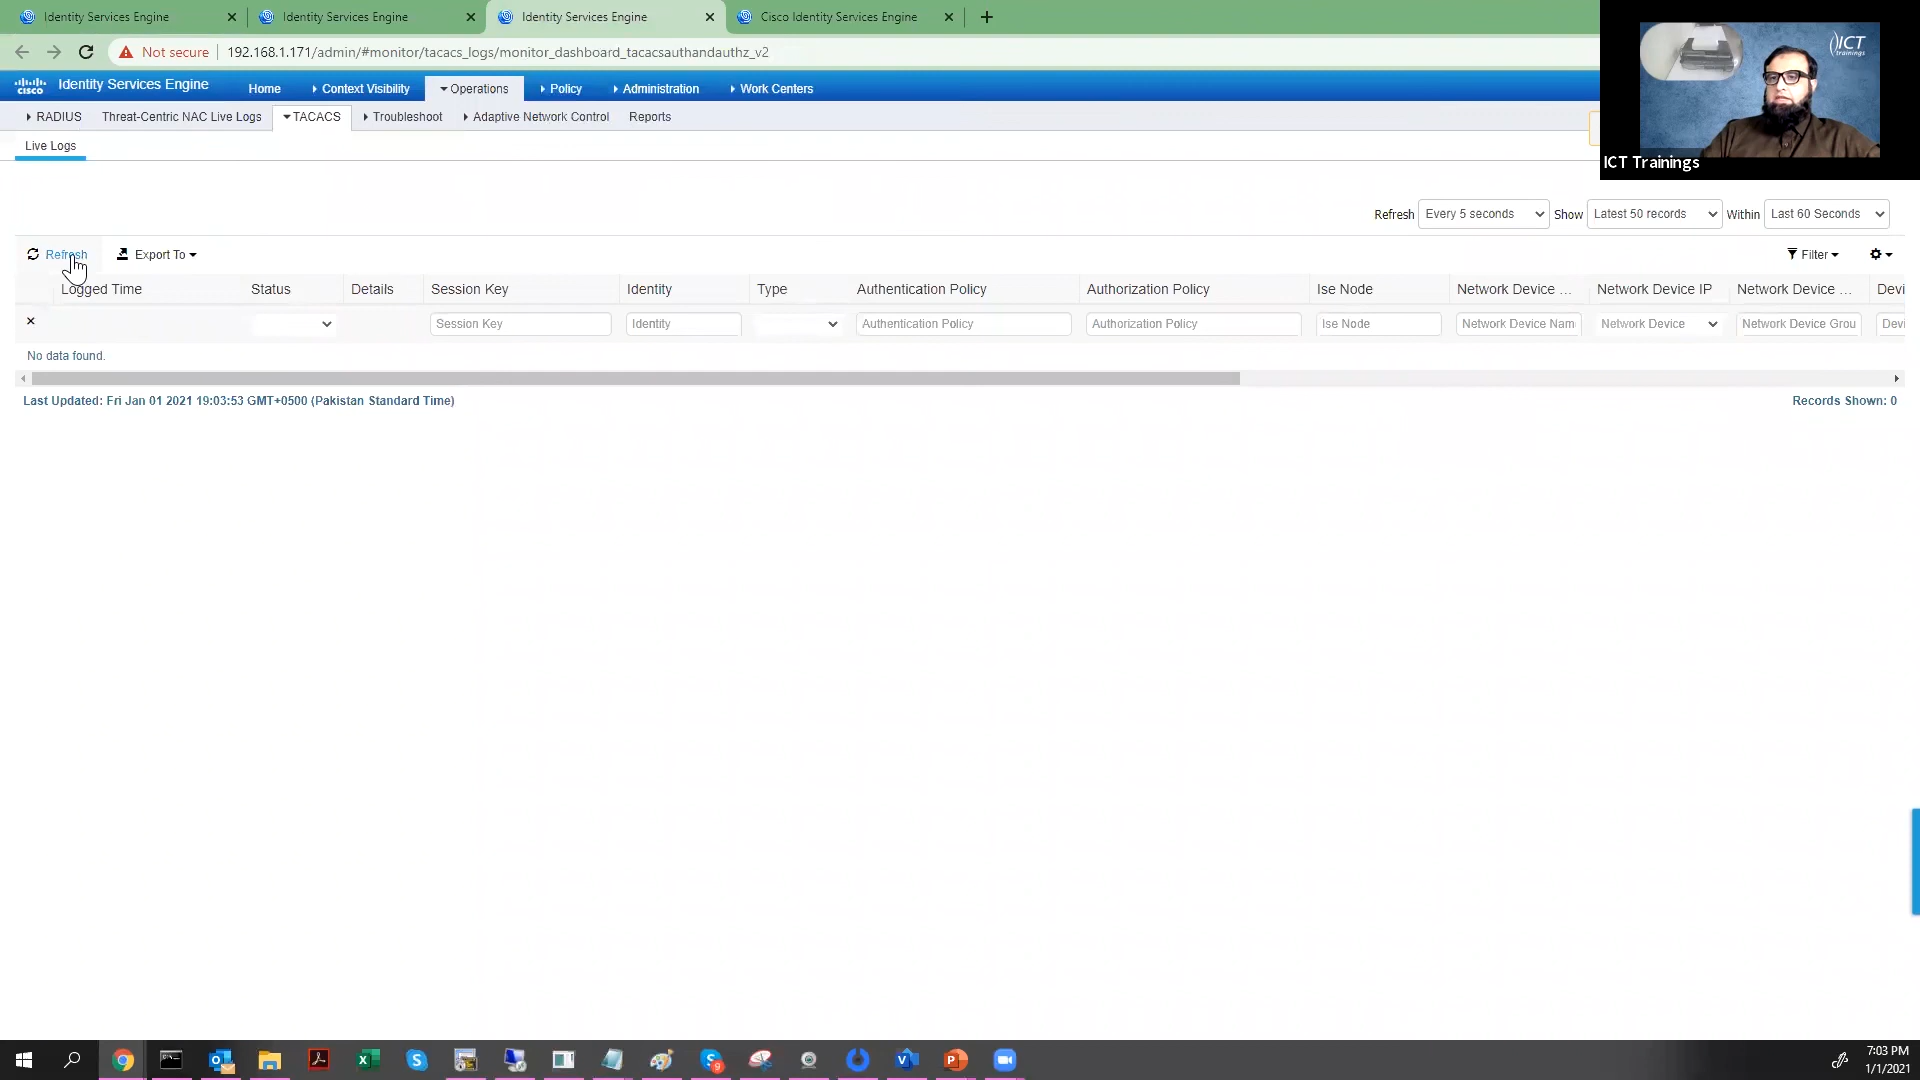 Identity Services Engine
Identity Services Engine
Identity Services Engine
Cisco Identity Services Engine
Not secure
192.168.1.171/admin/#monitor/tacacs_logs/monitor_dashboard_tacacsauthandauthz_v2
CISCO Identity Services Engine
Home Context Visibility Operations Policy Administration Work Centers
RADIUS Threat-Centric NAC Live Logs TACACS Troubleshoot Adaptive Network Control Reports
Live Logs
ICT
trainings
ICT Trainings
Refresh Every 5 seconds Show Latest 50 records Within Last 60 Seconds
Refresh Export To Filter
Logged Time Status Details Session Key Identity Type Authentication Policy Authorization Policy Ise Node Network Device ... Network Device IP Network Device ... Devi
Session Key Identity Authentication Policy Authorization Policy Ise Node Network Device Nam Network Device Network Device Grou Devi
No data found.
Last Updated: Fri Jan 01 2021 19:03:53 GMT+0500 (Pakistan Standard Time)
Records Shown: 0
7:03 PM
1/1/2021